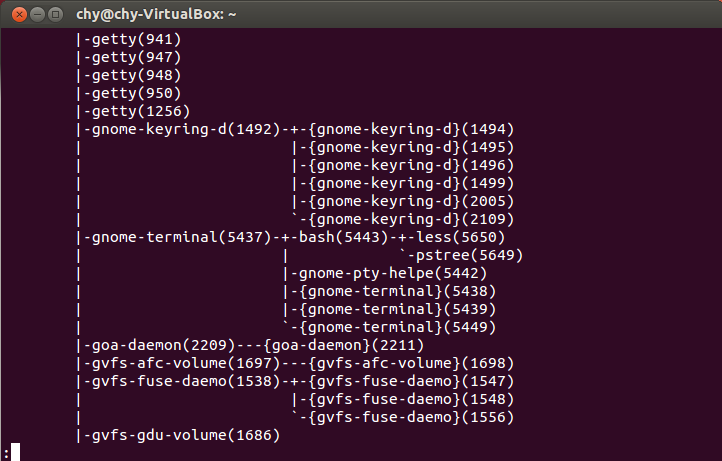 chy@chy-VirtualBox: ~
        |-getty(941)
        |-getty(947)
        |-getty(948)
        |-getty(950)
        |-getty(1256)
        |-gnome-keyring-d(1492)-+-{gnome-keyring-d}(1494)
        |                       |-{gnome-keyring-d}(1495)
        |                       |-{gnome-keyring-d}(1496)
        |                       |-{gnome-keyring-d}(1499)
        |                       |-{gnome-keyring-d}(2005)
        |                       `-{gnome-keyring-d}(2109)
        |-gnome-terminal(5437)-+-bash(5443)-+-less(5650)
        |                      |            `-pstree(5649)
        |                      |-gnome-pty-helpe(5442)
        |                      |-{gnome-terminal}(5438)
        |                      |-{gnome-terminal}(5439)
        |                      `-{gnome-terminal}(5449)
        |-goa-daemon(2209)---{goa-daemon}(2211)
        |-gvfs-afc-volume(1697)---{gvfs-afc-volume}(1698)
        |-gvfs-fuse-daemo(1538)-+-{gvfs-fuse-daemo}(1547)
        |                       |-{gvfs-fuse-daemo}(1548)
        |                       `-{gvfs-fuse-daemo}(1556)
        |-gvfs-gdu-volume(1686)
: